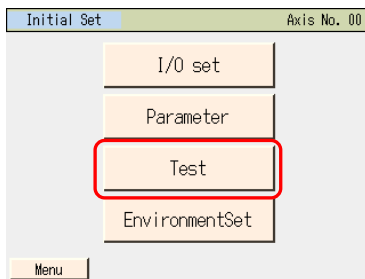 Initial Set Axis No. 00
I/O set
Parameter
Test
EnvironmentSet
Menu